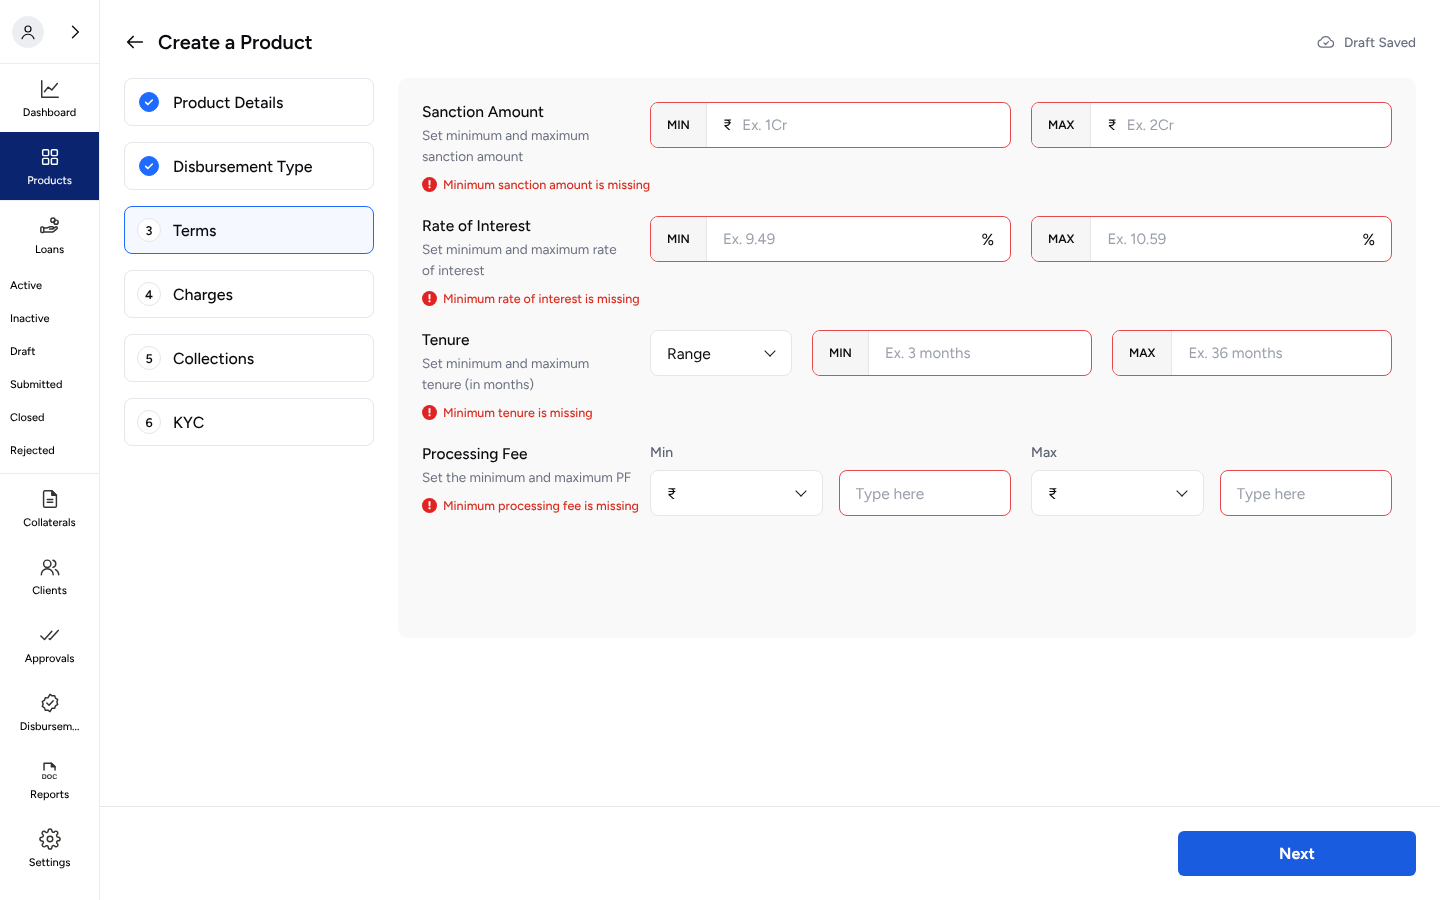 Create a Product
Draft Saved
Dashboard
Products
Loans
Active
Inactive
Draft
Submitted
Closed
Rejected
Collaterals
Clients
Approvals
Disbursem...
DOC
Reports
Settings
Product Details
Disbursement Type
3 Terms
4 Charges
5 Collections
6 KYC
Sanction Amount
Set minimum and maximum
sanction amount
Minimum sanction amount is missing
MIN ₹ Ex. 1Cr
MAX ₹ Ex. 2Cr
Rate of Interest
Set minimum and maximum rate
of interest
Minimum rate of interest is missing
MIN Ex. 9.49 %
MAX Ex. 10.59 %
Tenure
Set minimum and maximum
tenure (in months)
Minimum tenure is missing
Range
MIN Ex. 3 months
MAX Ex. 36 months
Processing Fee
Set the minimum and maximum PF
Minimum processing fee is missing
Min
₹ Type here
Max
₹ Type here
Next